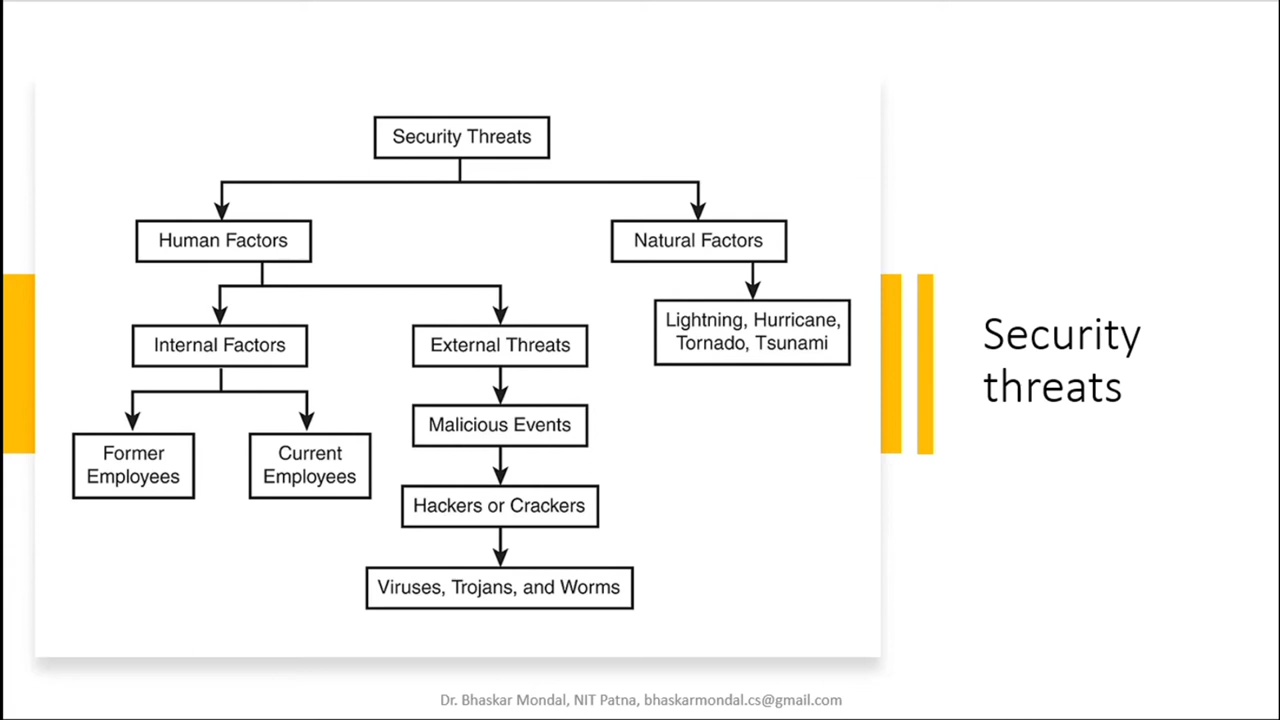 Security Threats
Human Factors
Natural Factors
Lightning, Hurricane,
Tornado, Tsunami
Internal Factors
External Threats
Malicious Events
Former
Employees
Current
Employees
Hackers or Crackers
Viruses, Trojans, and Worms
Security
threats
Dr. Bhaskar Mondal, NIT Patna, bhaskarmondal.cs@gmail.com